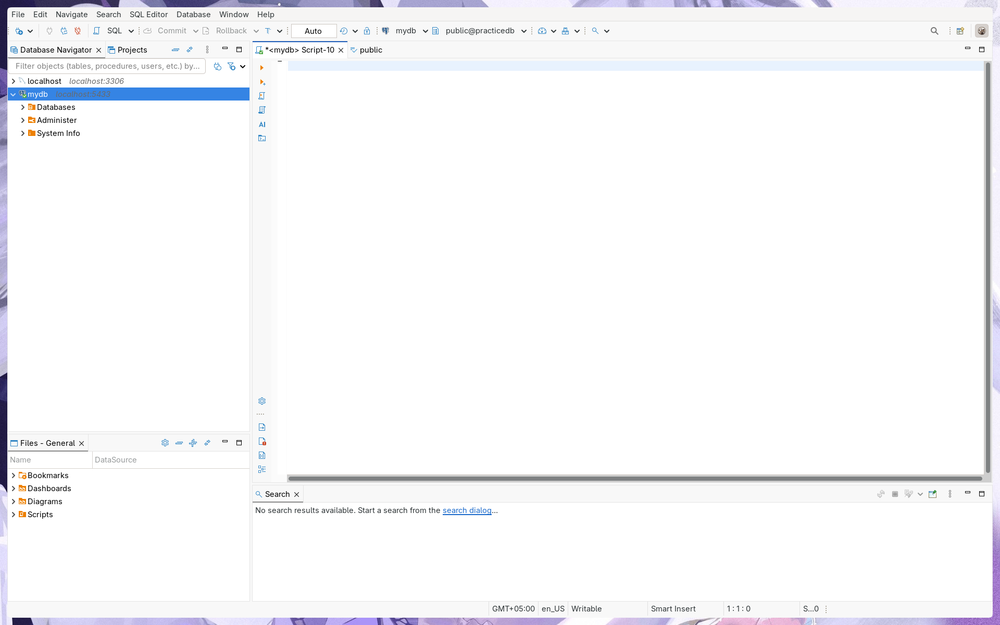 File Edit Navigate Search SQL Editor Database Window Help
SQL Commit Rollback T Auto mydb public@practicedb
Database Navigator Projects
Filter objects (tables, procedures, users, etc.) by...
localhost localhost:3306
mydb localhost:5433
Databases
Administer
System Info
*<mydb> Script-10 public
AI
Files - General
Name DataSource
Bookmarks
Dashboards
Diagrams
Scripts
Search
No search results available. Start a search from the search dialog...
GMT+05:00 en_US Writable Smart Insert 1 : 1 : 0 S...0